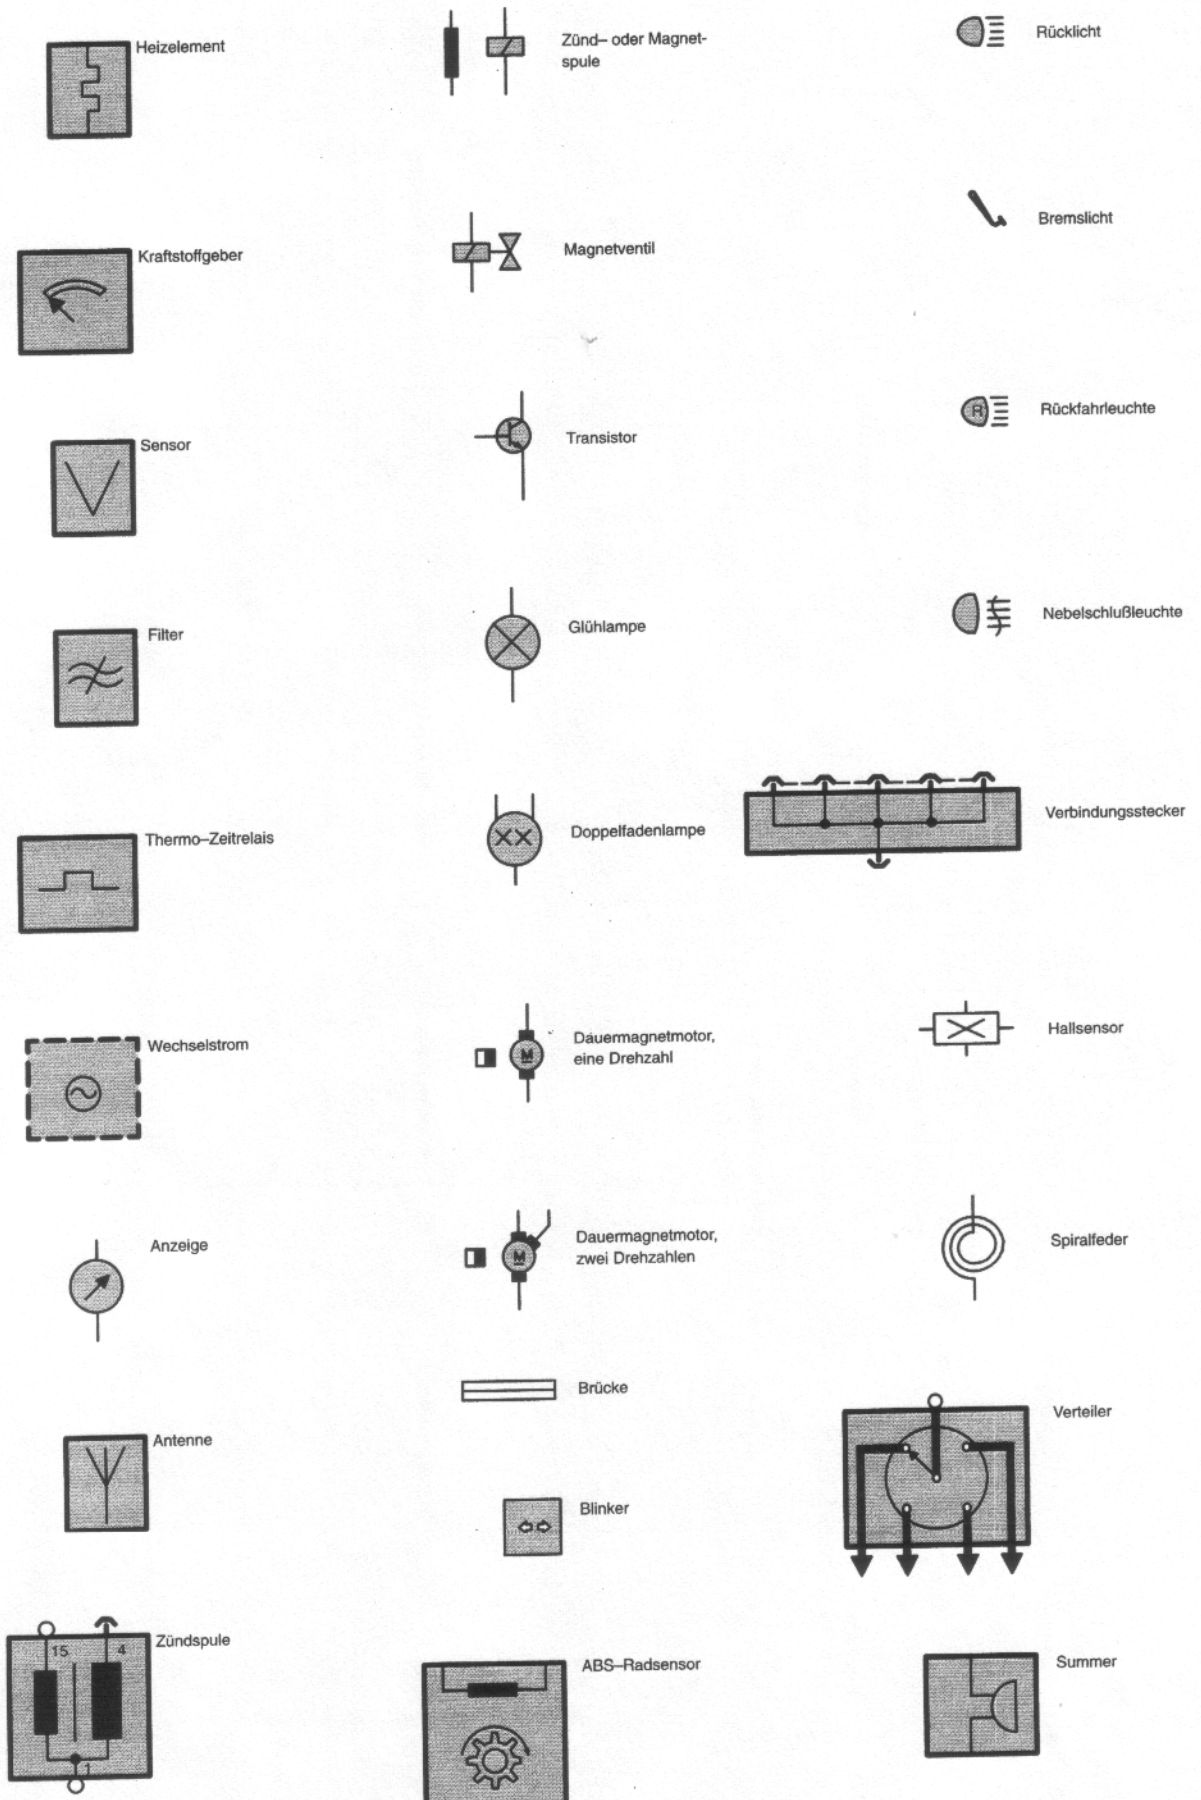 Heizelement
Kraftstoffgeber
Sensor
Filter
Thermo–Zeitrelais
Wechselstrom
Anzeige
Antenne
Zündspule
15
4
1
Zünd– oder Magnet-
spule
Magnetventil
Transistor
Glühlampe
Doppelfadenlampe
Dauermagnetmotor,
eine Drehzahl
M
Dauermagnetmotor,
zwei Drehzahlen
M
Brücke
Blinker
ABS–Radsensor
Rücklicht
Bremslicht
R
Rückfahrleuchte
Nebelschlußleuchte
Verbindungsstecker
Hallsensor
Spiralfeder
Verteiler
Summer